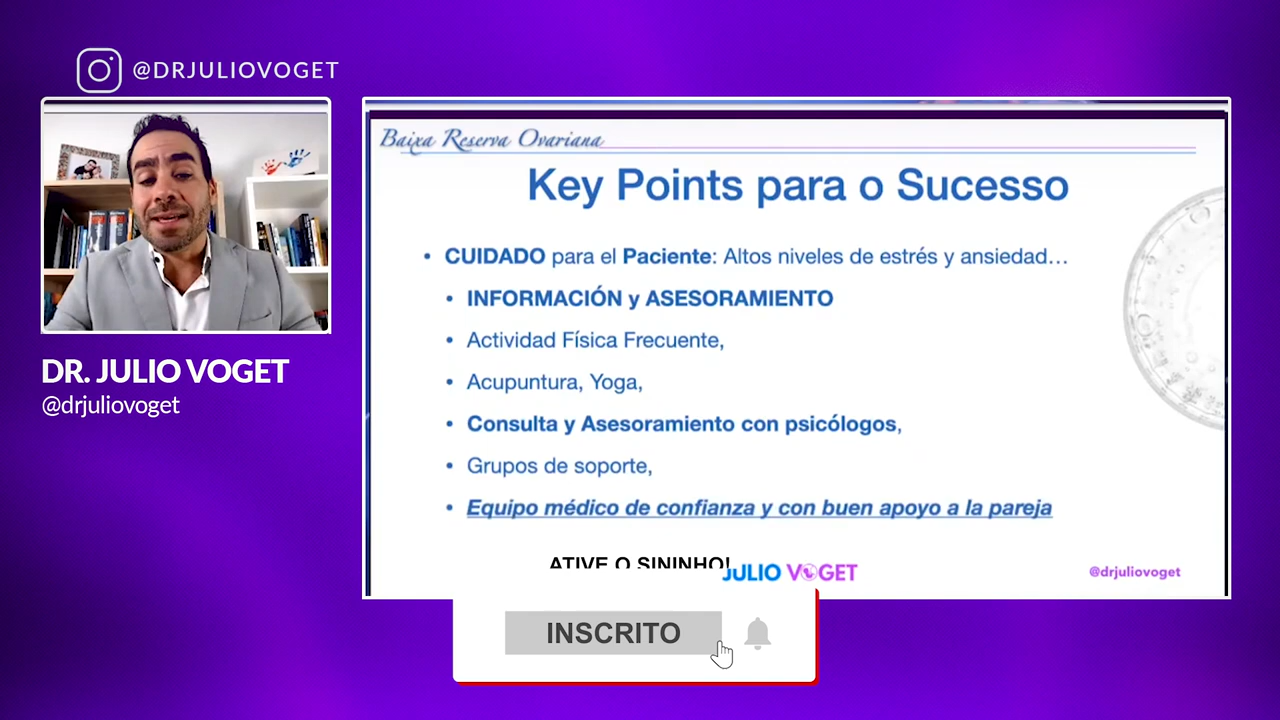 @DRJULIOVOGET
DR. JULIO VOGET
@drjuliovoget
Baixa Reserva Ovariana
Key Points para o Sucesso
• CUIDADO para el Paciente: Altos niveles de estrés y ansiedad…
• INFORMACIÓN y ASESORAMIENTO
• Actividad Física Frecuente,
• Acupuntura, Yoga,
• Consulta y Asesoramiento con psicólogos,
• Grupos de soporte,
• Equipo médico de confianza y con buen apoyo a la pareja
ATIVE O SININHO!
JULIO VOGET
@drjuliovoget
INSCRITO